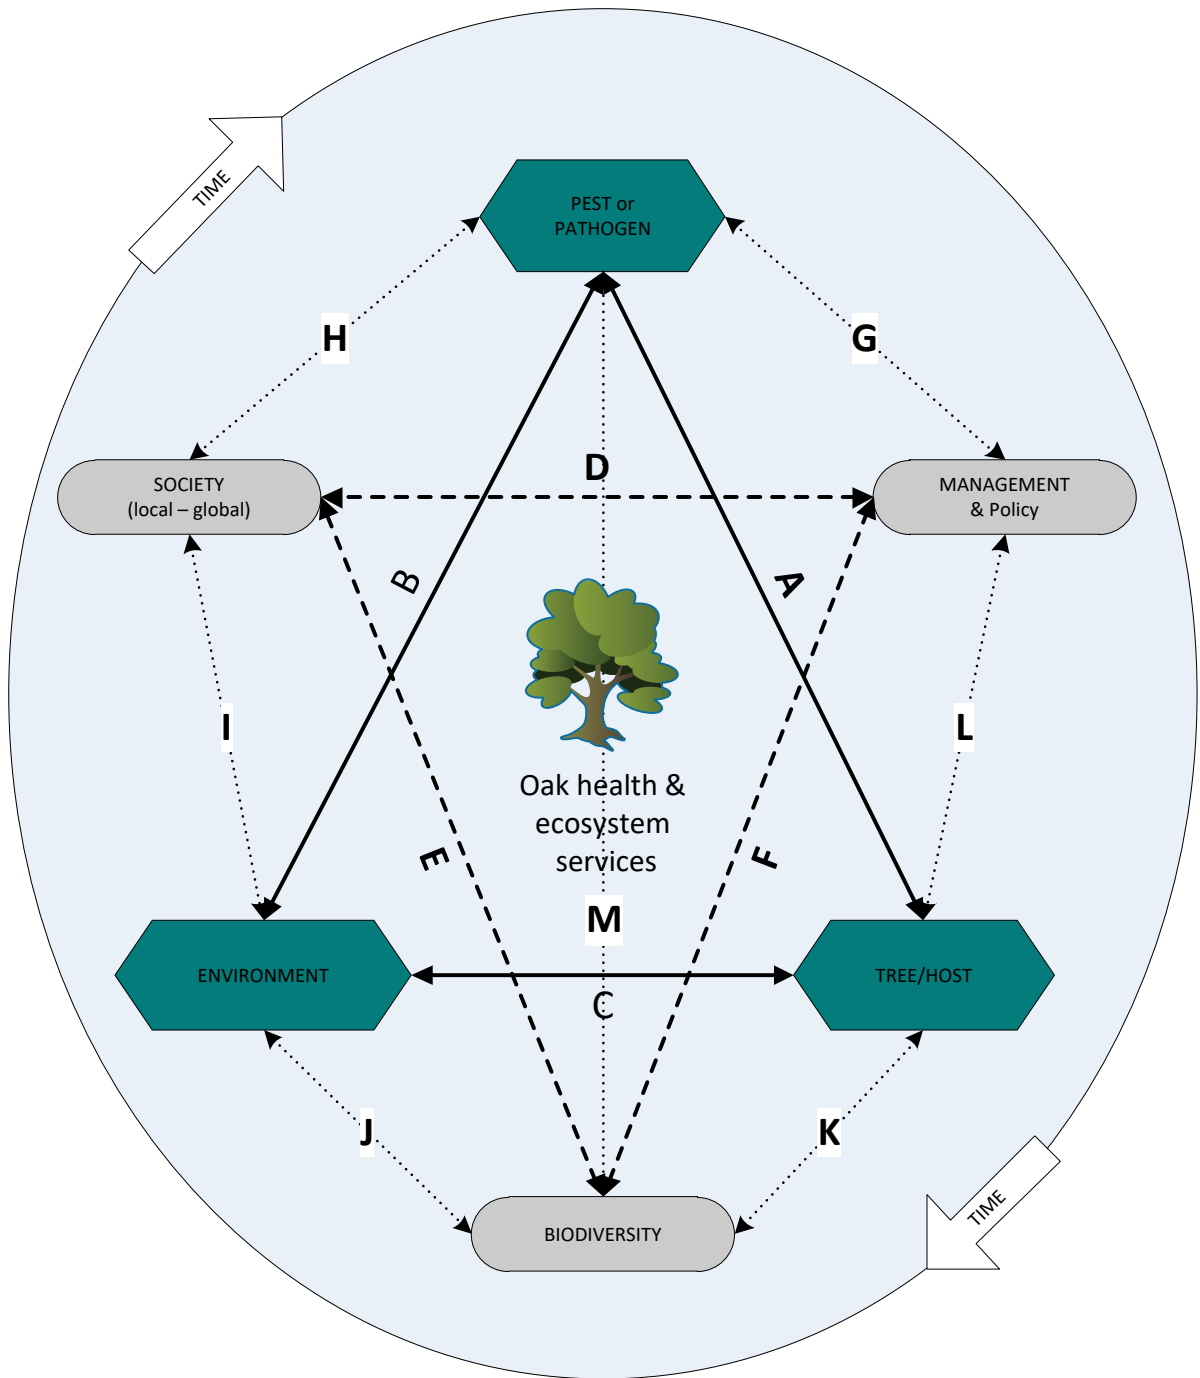 TIME
PEST or
PATHOGEN
H
G
D
SOCIETY
(local – global)
MANAGEMENT
& Policy
B
A
I
L
Oak health &
ecosystem
services
E
F
M
ENVIRONMENT
TREE/HOST
C
J
K
TIME
BIODIVERSITY